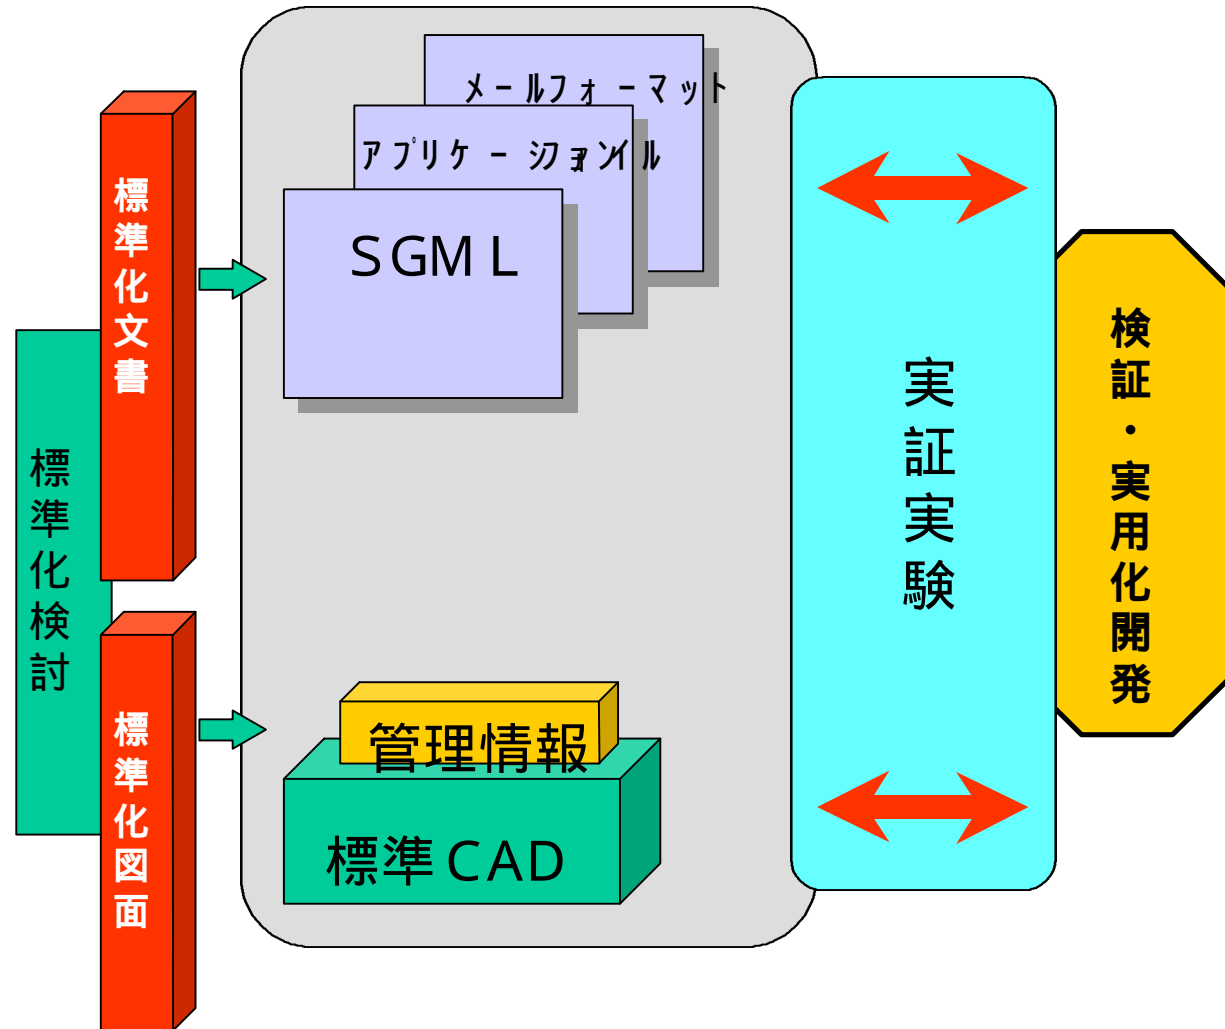 標準化検討
標準化文書
標準化図面
メールフォーマット
アプリケーションファイル
SGML
管理情報
標準CAD
実証実験
検証・実用化開発